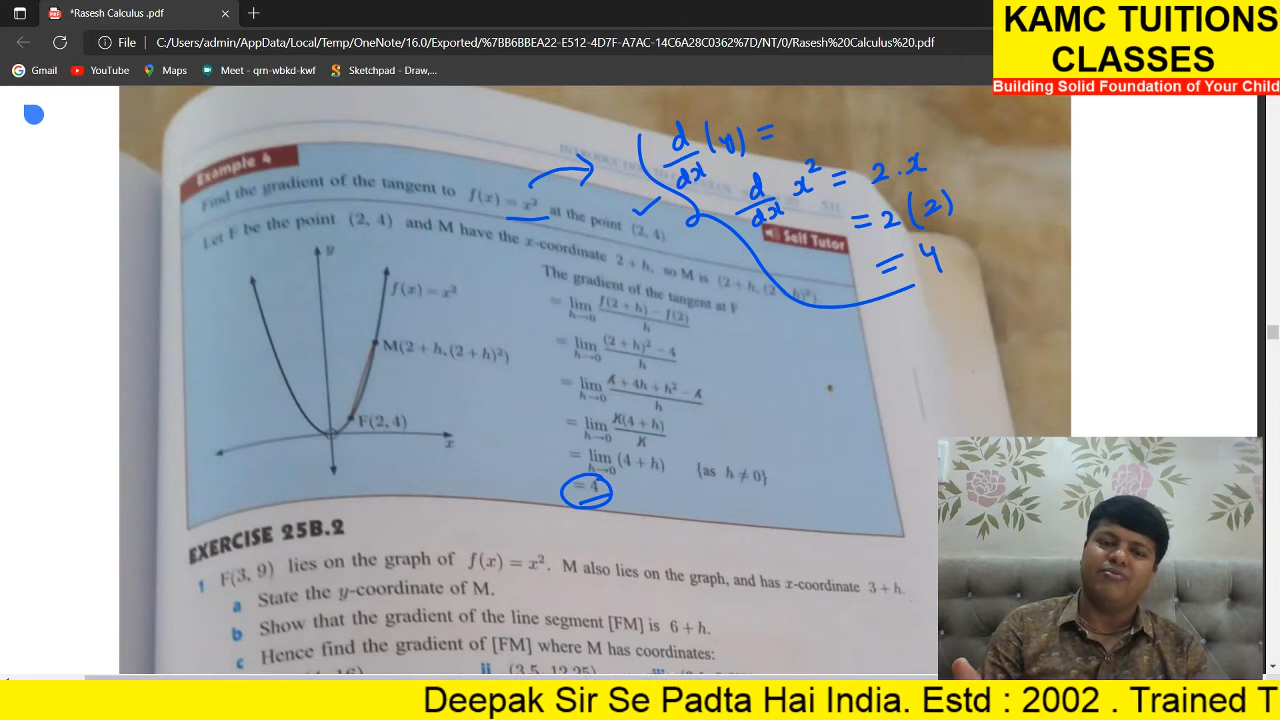 *Rasesh Calculus .pdf
File C:/Users/admin/AppData/Local/Temp/OneNote/16.0/Exported/%7BB6BBEA22-E512-4D7F-A7AC-14C6A28C0362%7D/NT/0/Rasesh%20Calculus%20.pdf
Gmail YouTube Maps Meet - qrn-wbkd-kwf Sketchpad - Draw,...
KAMC TUITIONS
CLASSES
Building Solid Foundation of Your Child
d/dx (y) =
d/dx x² = 2.x
= 2(2)
= 4
Example 4
Self Tutor
Find the gradient of the tangent to f(x) = x² at the point (2, 4).
Let F be the point (2, 4) and M have the x-coordinate 2 + h, so M is (2 + h, (2 + h)²).
y
f(x) = x²
M(2 + h, (2 + h)²)
F(2, 4)
x
The gradient of the tangent at F
= lim h→0 f(2 + h) − f(2) / h
= lim h→0 (2 + h)² − 4 / h
= lim h→0 4 + 4h + h² − 4 / h
= lim h→0 h(4 + h) / h
= lim h→0 (4 + h) {as h ≠ 0}
= 4
EXERCISE 25B.2
1 F(3, 9) lies on the graph of f(x) = x². M also lies on the graph, and has x-coordinate 3 + h.
a State the y-coordinate of M.
b Show that the gradient of the line segment [FM] is 6 + h.
c Hence find the gradient of [FM] where M has coordinates:
ii (3.5, 12.25)
Deepak Sir Se Padta Hai India. Estd : 2002 . Trained T